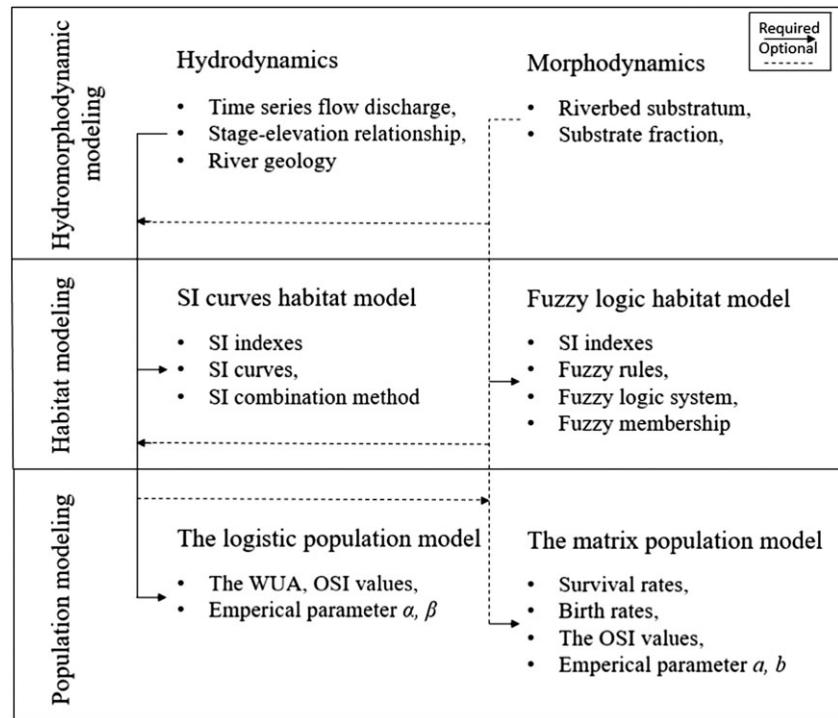 Required
Optional
Hydromorphodynamic
modeling
Hydrodynamics
• Time series flow discharge,
• Stage-elevation relationship,
• River geology
Morphodynamics
• Riverbed substratum,
• Substrate fraction,
Habitat modeling
SI curves habitat model
• SI indexes
• SI curves,
• SI combination method
Fuzzy logic habitat model
• SI indexes
• Fuzzy rules,
• Fuzzy logic system,
• Fuzzy membership
Population modeling
The logistic population model
• The WUA, OSI values,
• Emperical parameter α, β
The matrix population model
• Survival rates,
• Birth rates,
• The OSI values,
• Emperical parameter a, b